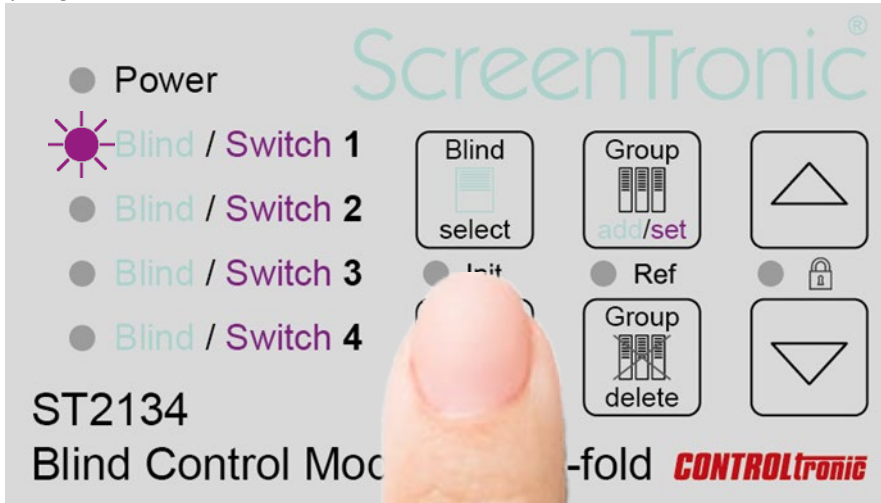 ScreenTronic®
Power
Blind / Switch 1
Blind / Switch 2
Blind / Switch 3
Blind / Switch 4
Blind
select
Group
add/set
Init
Ref
Group
delete
ST2134
Blind Control -fold CONTROLtronic